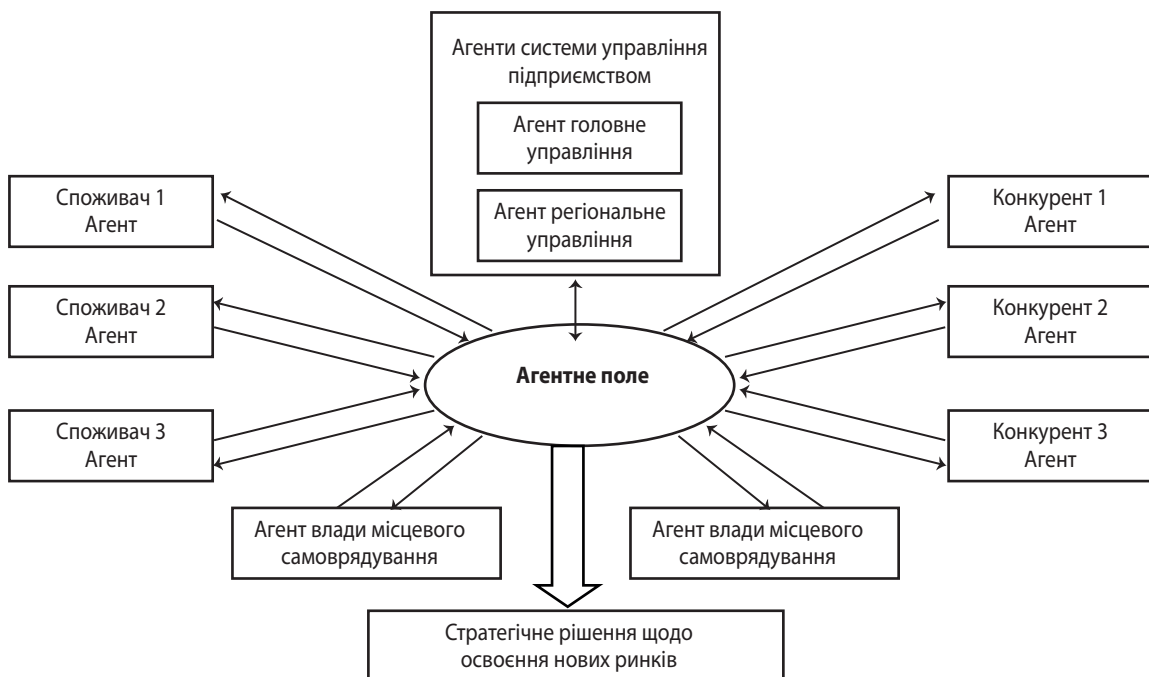 Агенти системи управління
підприємством
Агент головне
управління
Агент регіональне
управління
Споживач 1
Агент
Споживач 2
Агент
Споживач 3
Агент
Конкурент 1
Агент
Конкурент 2
Агент
Конкурент 3
Агент
Агентне поле
Агент влади місцевого
самоврядування
Агент влади місцевого
самоврядування
Стратегічне рішення щодо
освоєння нових ринків